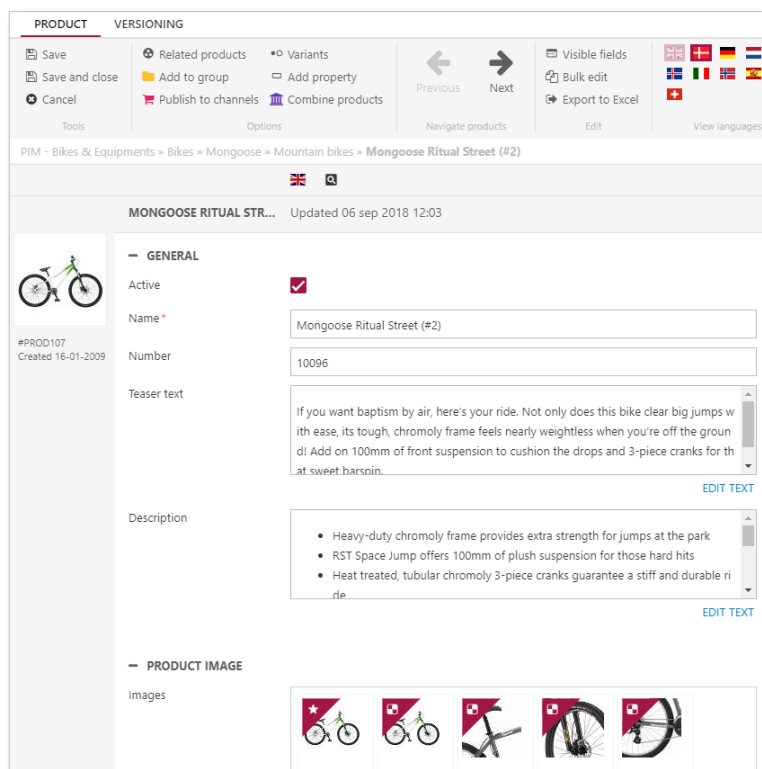 PRODUCT VERSIONING
Save
Save and close
Cancel
Tools
Related products Variants
Add to group Add property
Publish to channels Combine products
Options
Previous Next
Navigate products
Visible fields
Bulk edit
Export to Excel
Edit
View languages
PIM - Bikes & Equipments » Bikes » Mongoose » Mountain bikes » Mongoose Ritual Street (#2)
MONGOOSE RITUAL STR... Updated 06 sep 2018 12:03
#PROD107
Created 16-01-2009
GENERAL
Active
Name* Mongoose Ritual Street (#2)
Number 10096
Teaser text
If you want baptism by air, here's your ride. Not only does this bike clear big jumps w
ith ease, its tough, chromoly frame feels nearly weightless when you're off the groun
d! Add on 100mm of front suspension to cushion the drops and 3-piece cranks for th
at sweet barspin.
EDIT TEXT
Description
• Heavy-duty chromoly frame provides extra strength for jumps at the park
• RST Space Jump offers 100mm of plush suspension for those hard hits
• Heat treated, tubular chromoly 3-piece cranks guarantee a stiff and durable ri
de
EDIT TEXT
PRODUCT IMAGE
Images